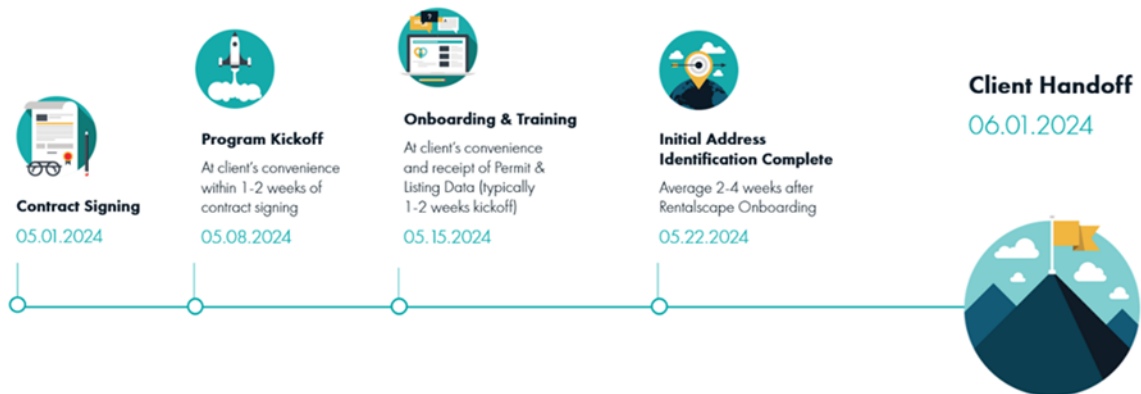 Contract Signing
05.01.2024
Program Kickoff
At client's convenience
within 1-2 weeks of
contract signing
05.08.2024
Onboarding & Training
At client's convenience
and receipt of Permit &
Listing Data (typically
1-2 weeks kickoff)
05.15.2024
Initial Address
Identification Complete
Average 2-4 weeks after
Rentalscape Onboarding
05.22.2024
Client Handoff
06.01.2024